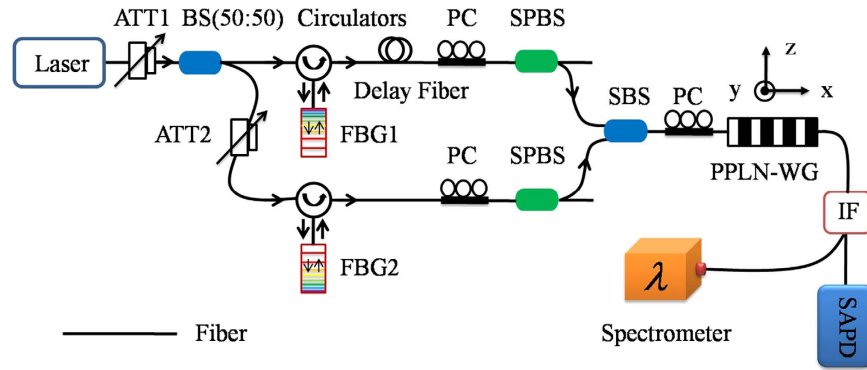 ATT1 BS(50:50) Circulators PC SPBS
Laser
Delay Fiber
z
y x
SBS PC
ATT2 FBG1
PC SPBS
PPLN-WG
IF
FBG2
λ
Spectrometer
SAPD
Fiber